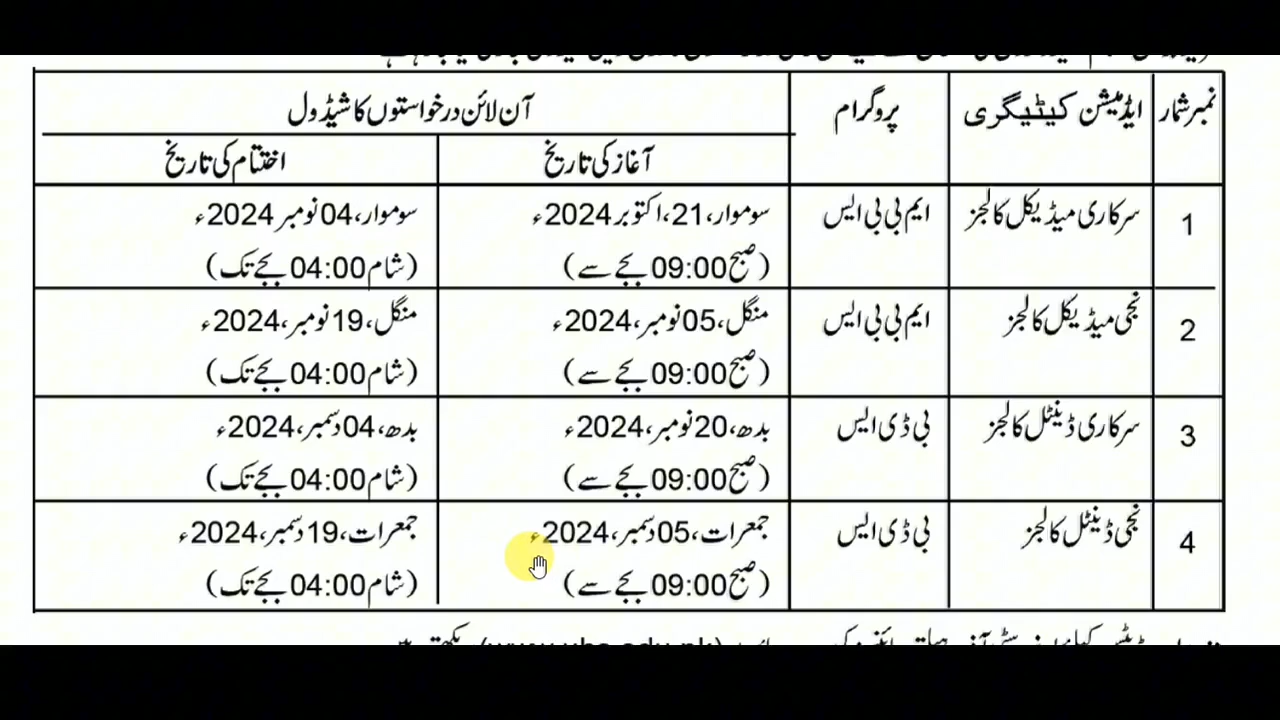 نمبر شمار
ایڈمیشن کیٹیگری
پروگرام
آن لائن درخواستوں کا شیڈول
آغاز کی تاریخ
اختتام کی تاریخ
1
سرکاری میڈیکل کالجز
ایم بی بی ایس
سوموار، 21،اکتوبر 2024ء
(صبح 09:00 بجے سے)
سوموار، 04 نومبر 2024ء
(شام 04:00 بجے تک)
2
نجی میڈیکل کالجز
ایم بی بی ایس
منگل، 05 نومبر، 2024ء
(صبح 09:00 بجے سے)
منگل، 19 نومبر، 2024ء
(شام 04:00 بجے تک)
3
سرکاری ڈینٹل کالجز
بی ڈی ایس
بدھ، 20 نومبر، 2024ء
(صبح 09:00 بجے سے)
بدھ، 04 دسمبر، 2024ء
(شام 04:00 بجے تک)
4
نجی ڈینٹل کالجز
بی ڈی ایس
جمعرات، 05 دسمبر، 2024ء
(صبح 09:00 بجے سے)
جمعرات، 19 دسمبر، 2024ء
(شام 04:00 بجے تک)